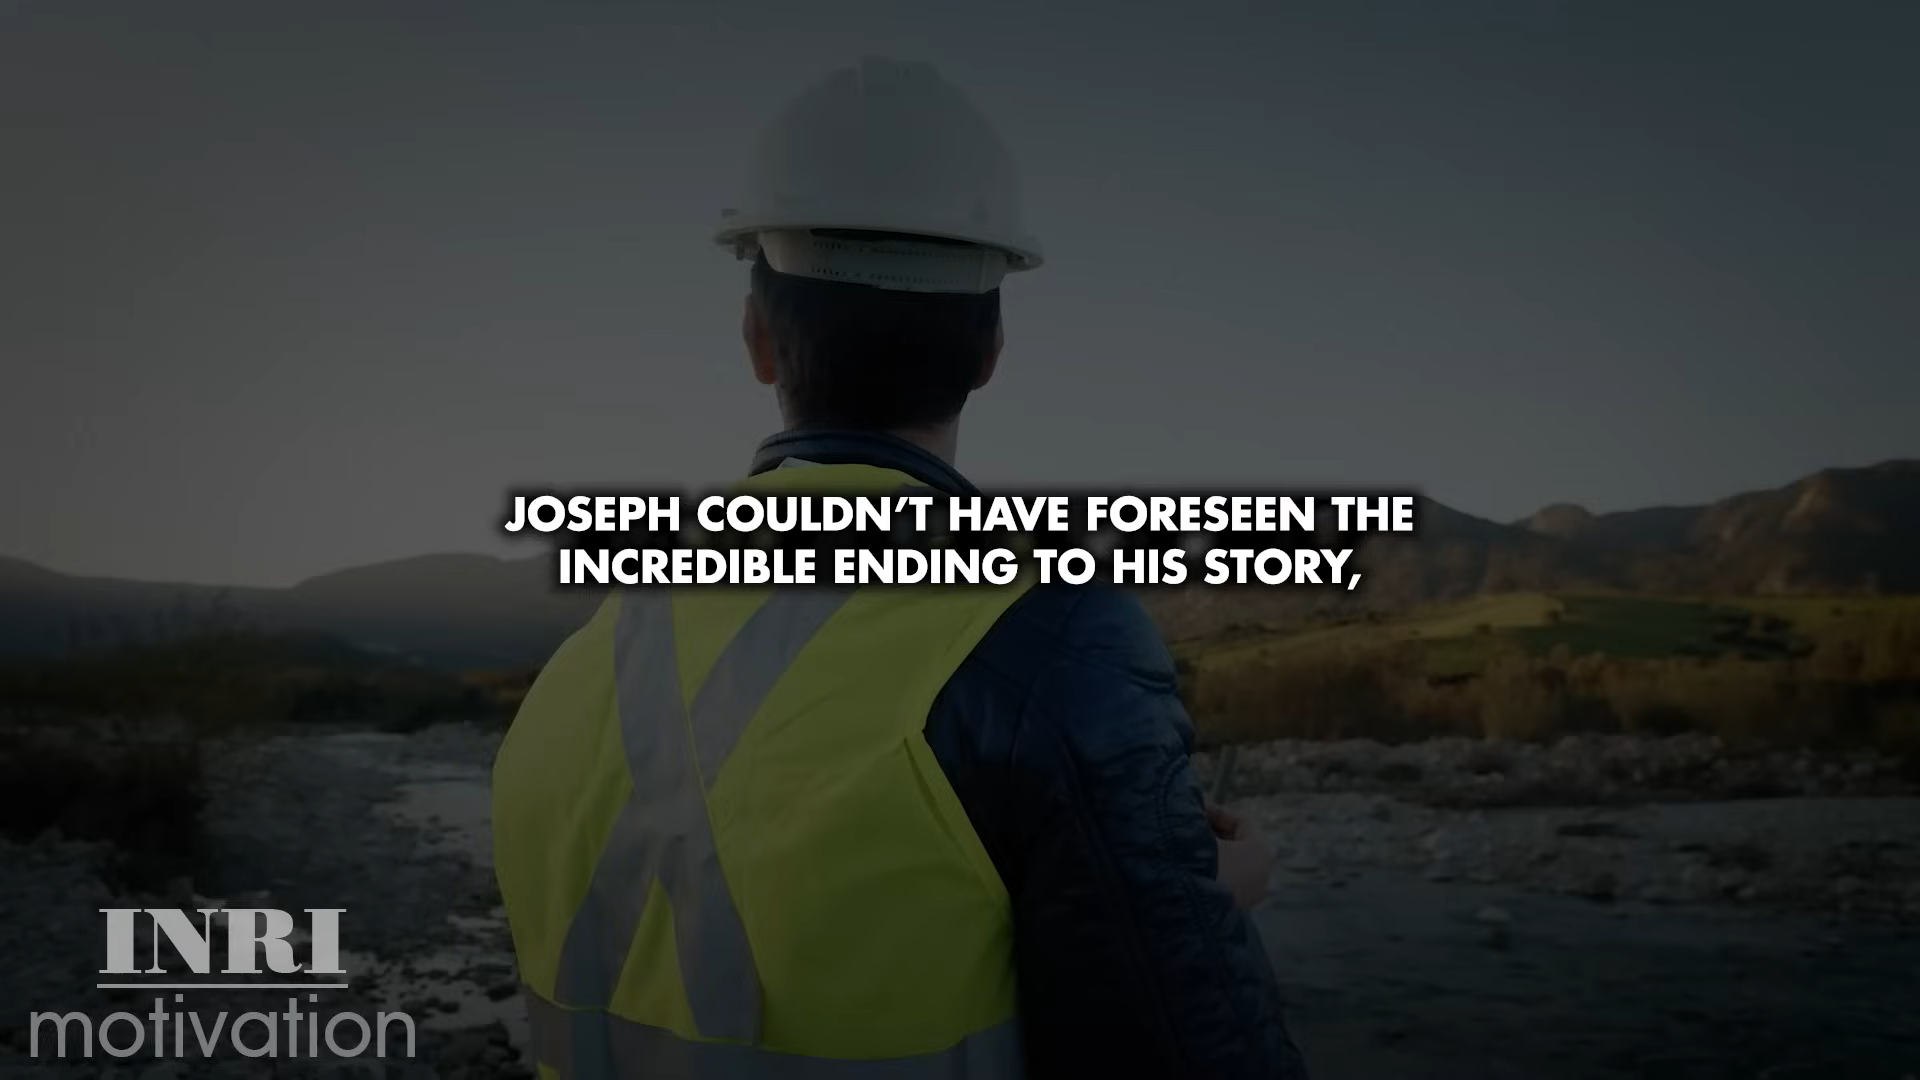 JOSEPH COULDN'T HAVE FORESEEN THE
INCREDIBLE ENDING TO HIS STORY,
INRI
motivation